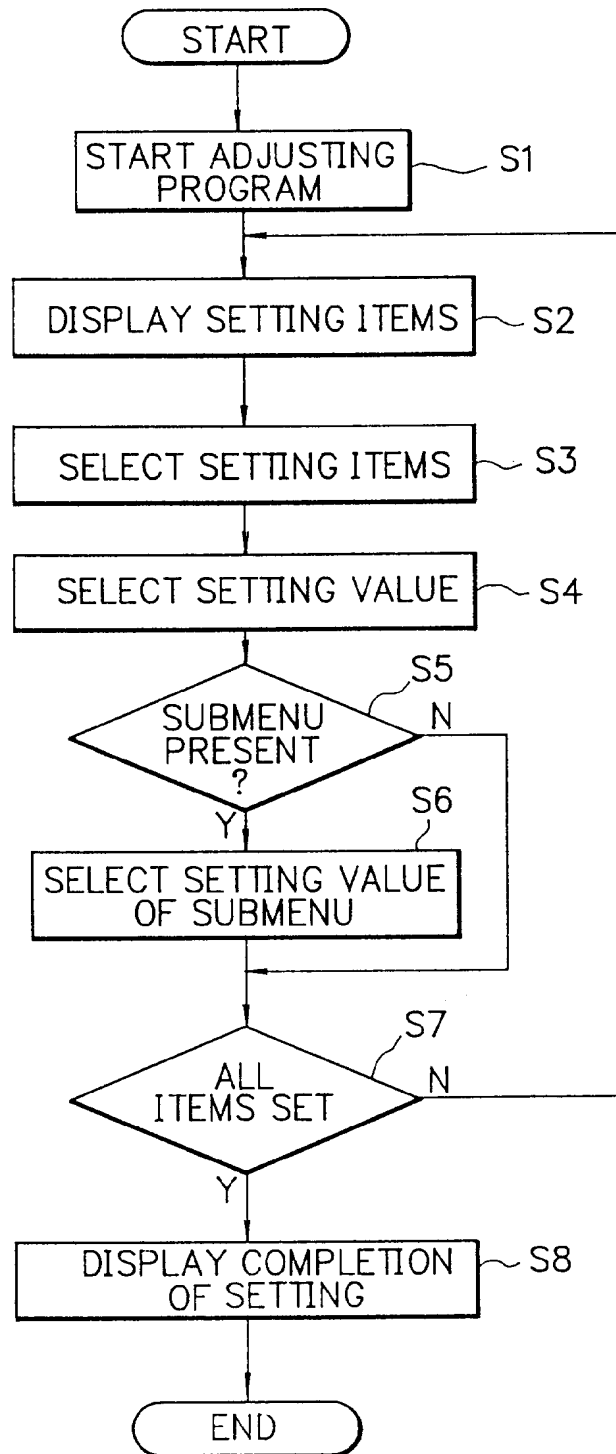 START
START ADJUSTING
PROGRAM
S1
DISPLAY SETTING ITEMS
S2
SELECT SETTING ITEMS
S3
SELECT SETTING VALUE
S4
S5
SUBMENU
PRESENT
?
N
Y
S6
SELECT SETTING VALUE
OF SUBMENU
S7
ALL
ITEMS SET
N
Y
DISPLAY COMPLETION
OF SETTING
S8
END